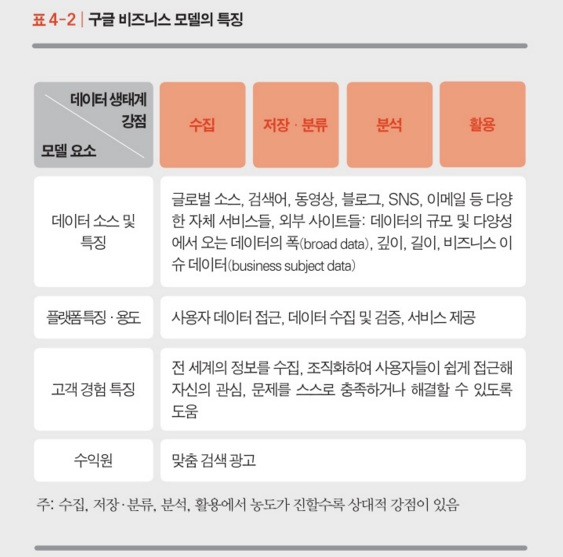 표 4-2 | 구글 비즈니스 모델의 특징
데이터 생태계
강점
모델 요소
수집
저장 · 분류
분석
활용
데이터 소스 및
특징
글로벌 소스, 검색어, 동영상, 블로그, SNS, 이메일 등 다양
한 자체 서비스들, 외부 사이트들: 데이터의 규모 및 다양성
에서 오는 데이터의 폭(broad data), 깊이, 길이, 비즈니스 이
슈 데이터(business subject data)
플랫폼 특징 · 용도
사용자 데이터 접근, 데이터 수집 및 검증, 서비스 제공
고객 경험 특징
전 세계의 정보를 수집, 조직화하여 사용자들이 쉽게 접근해
자신의 관심, 문제를 스스로 충족하거나 해결할 수 있도록
도움
수익원
맞춤 검색 광고
주: 수집, 저장 · 분류, 분석, 활용에서 농도가 진할수록 상대적 강점이 있음